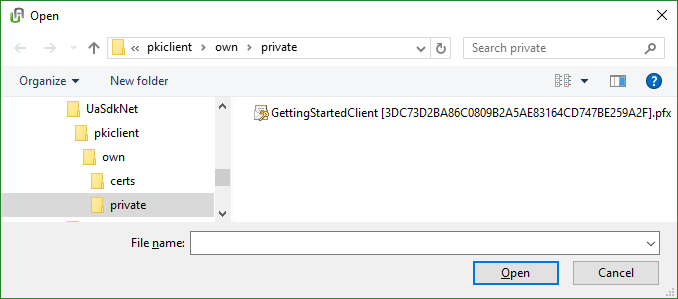 Open
« pkiclient › own › private
Search private
Organize
New folder
UaSdkNet
pkiclient
own
certs
private
GettingStartedClient [3DC73D2BA86C0809B2A5AE83164CD747BE259A2F].pfx
File name:
Open
Cancel